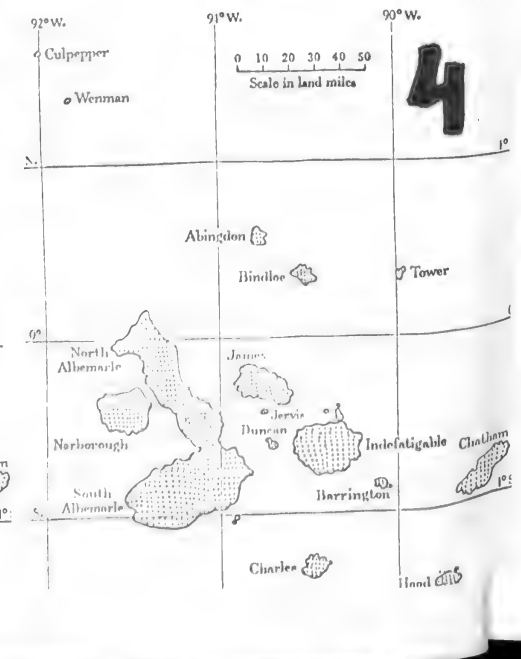 92° W.
91° W.
90° W.
Culpepper
0 10 20 30 40 50
Scale in land miles
4
Wenman
N.
1°
Abingdon
Bindloe
Tower
0°
North
Albemarle
James
Jervis
Duncan
Narborough
Indefatigable
Chatham
South
Albemarle
Barrington
1° S.
S.
Charles
Hood